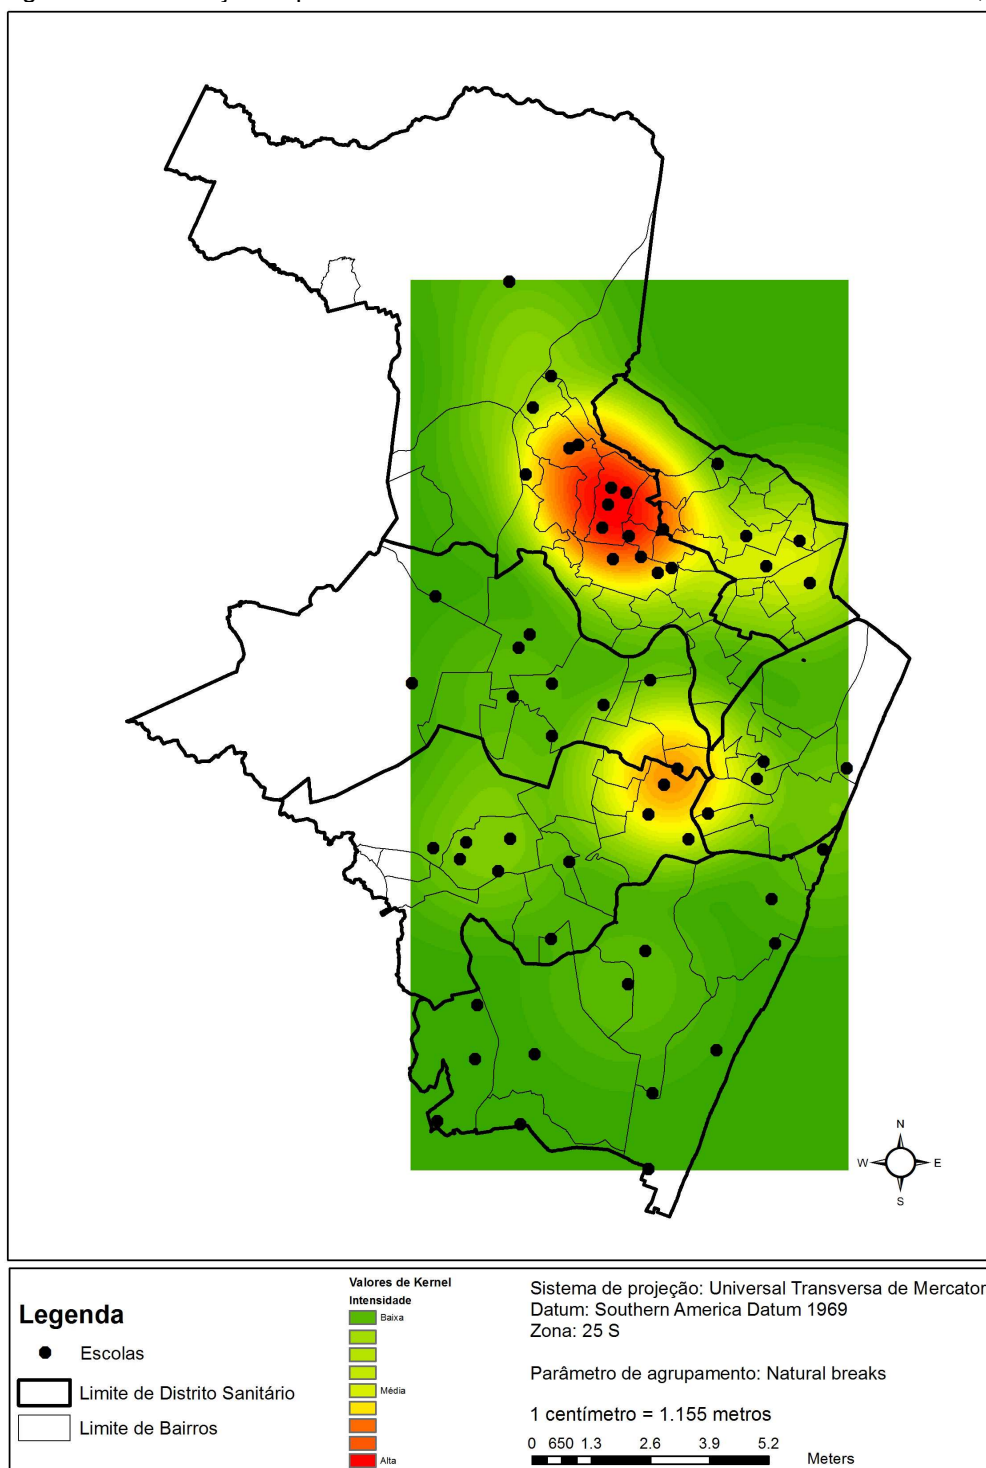 N
W E
S
Legenda
Escolas
Limite de Distrito Sanitário
Limite de Bairros
Valores de Kernel
Intensidade
Baixa
Média
Alta
Sistema de projeção: Universal Transversa de Mercator
Datum: Southern America Datum 1969
Zona: 25 S
Parâmetro de agrupamento: Natural breaks
1 centímetro = 1.155 metros
0 650 1.3 2.6 3.9 5.2
Meters